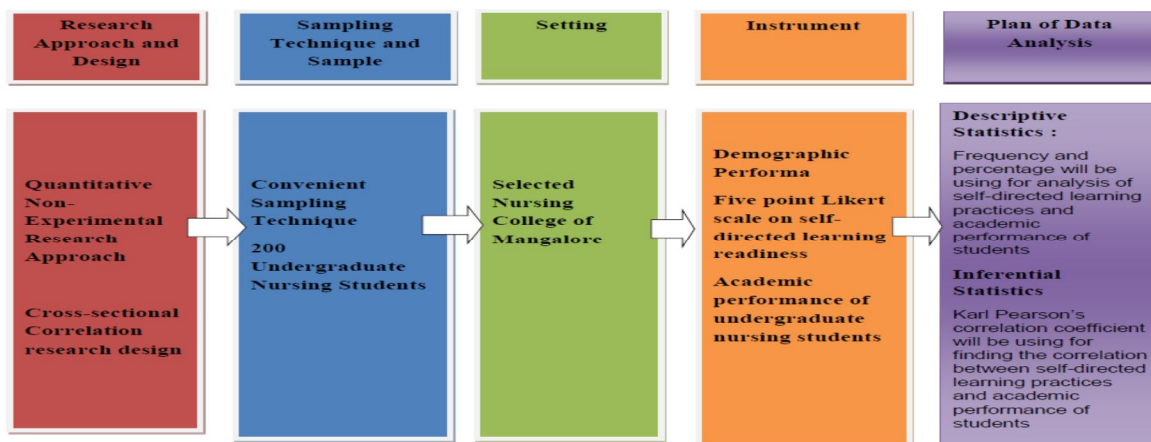 Research
Approach and
Design
Sampling
Technique and
Sample
Setting
Instrument
Plan of Data
Analysis
Quantitative
Non-
Experimental
Research
Approach
Cross-sectional
Correlation
research design
Convenient
Sampling
Technique
200
Undergraduate
Nursing Students
Selected
Nursing
College of
Mangalore
Demographic
Performa
Five point Likert
scale on self-
directed learning
readiness
Academic
performance of
undergraduate
nursing students
Descriptive
Statistics :
Frequency and
percentage will be
using for analysis of
self-directed learning
practices and
academic
performance of
students
Inferential
Statistics
Karl Pearson's
correlation coefficient
will be using for
finding the correlation
between self-directed
learning practices
and academic
performance of
students